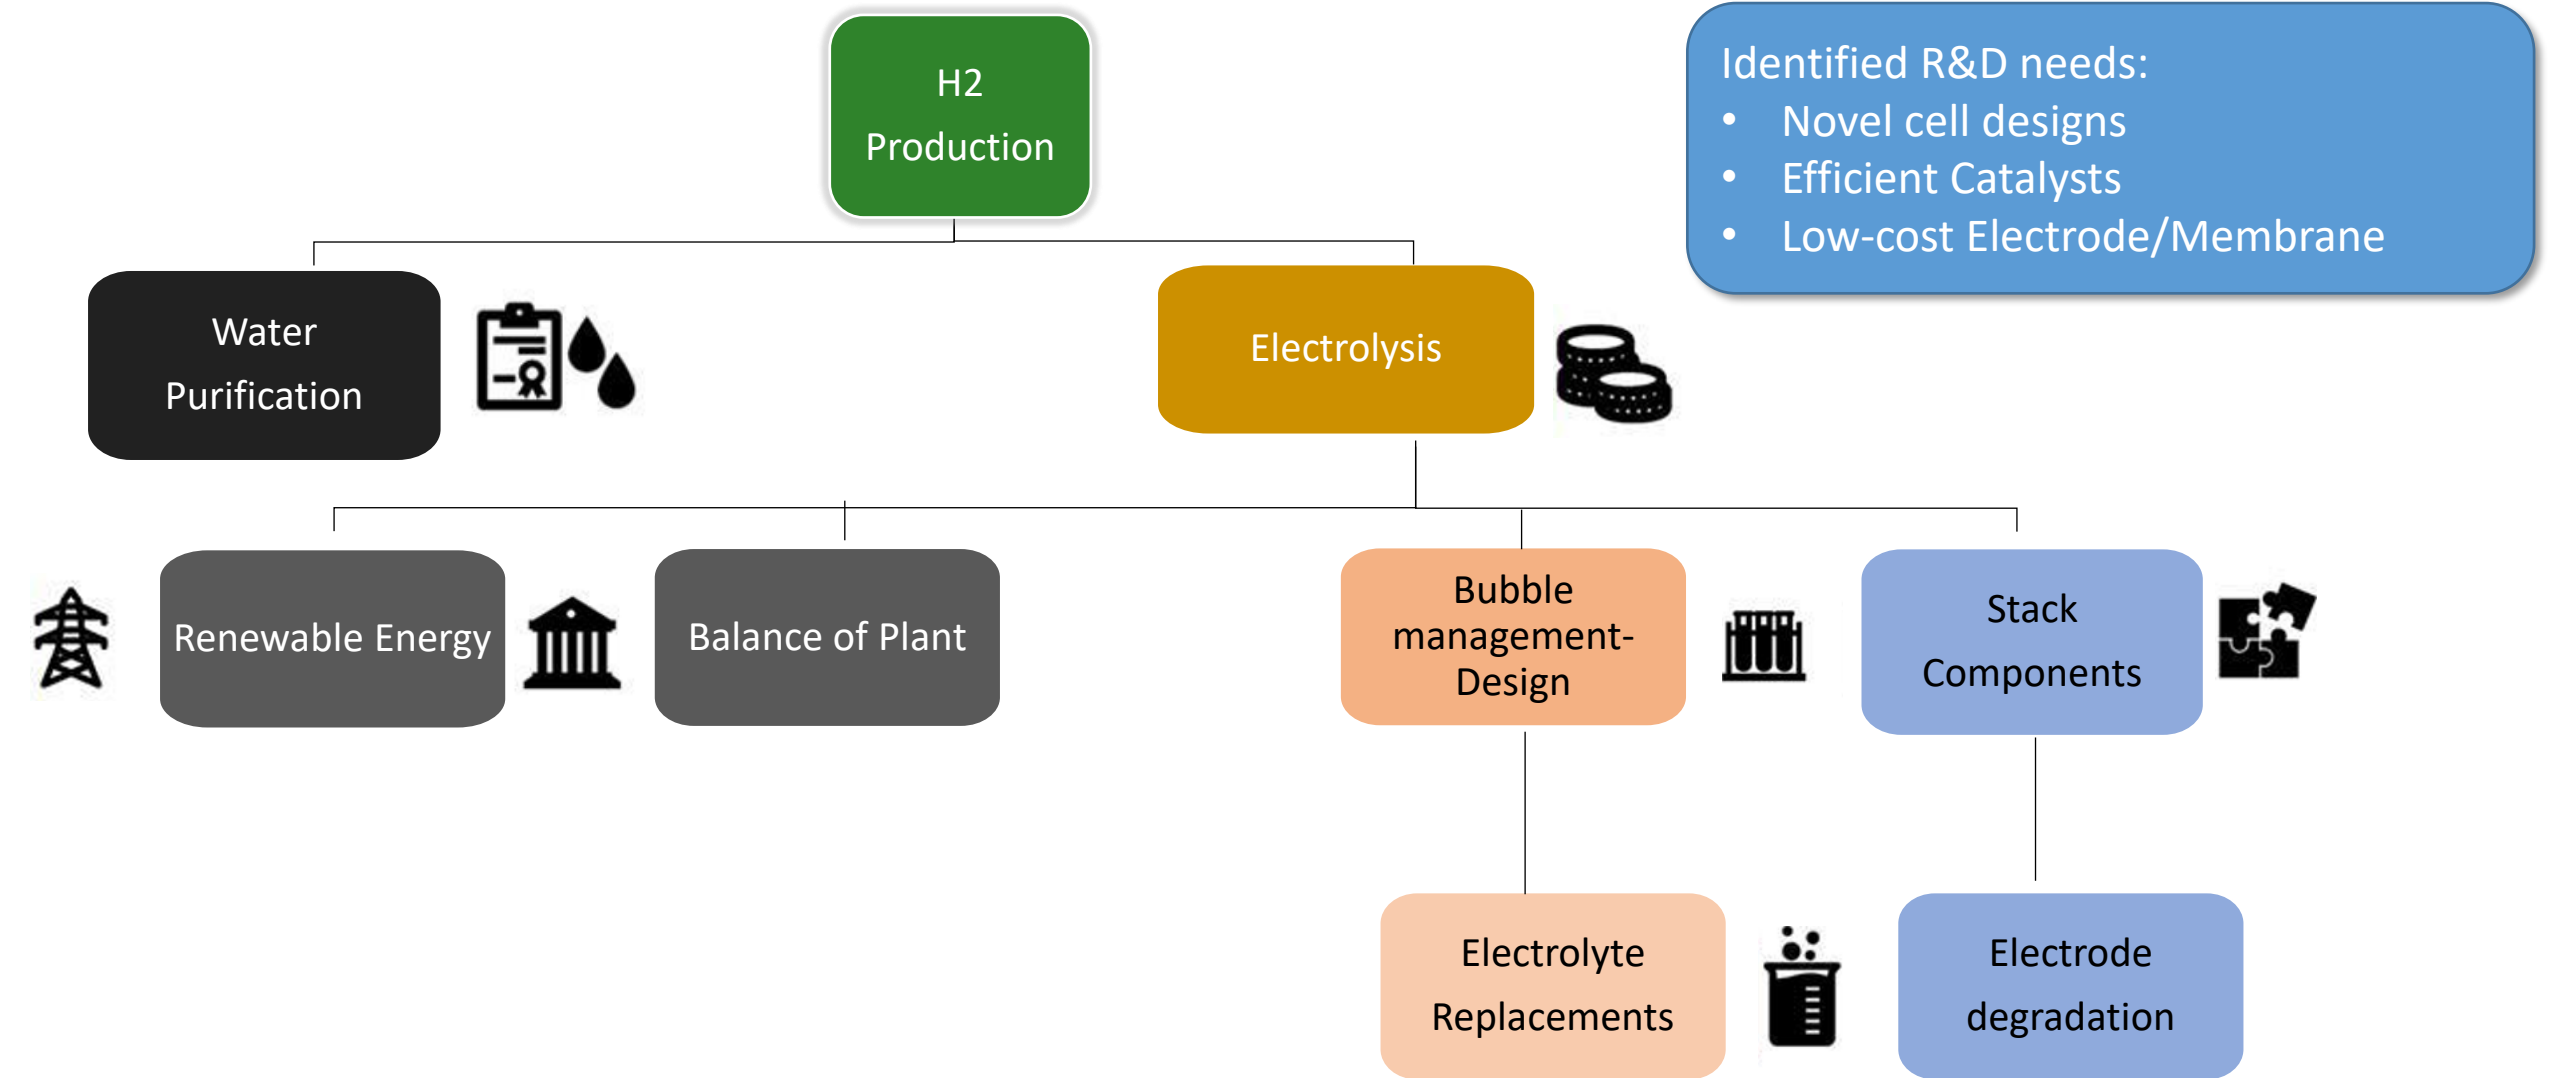 H2
Production
Identified R&D needs:
• Novel cell designs
• Efficient Catalysts
• Low-cost Electrode/Membrane
Water
Purification
Electrolysis
Renewable Energy
Balance of Plant
Bubble
management-
Design
Stack
Components
Electrolyte
Replacements
Electrode
degradation